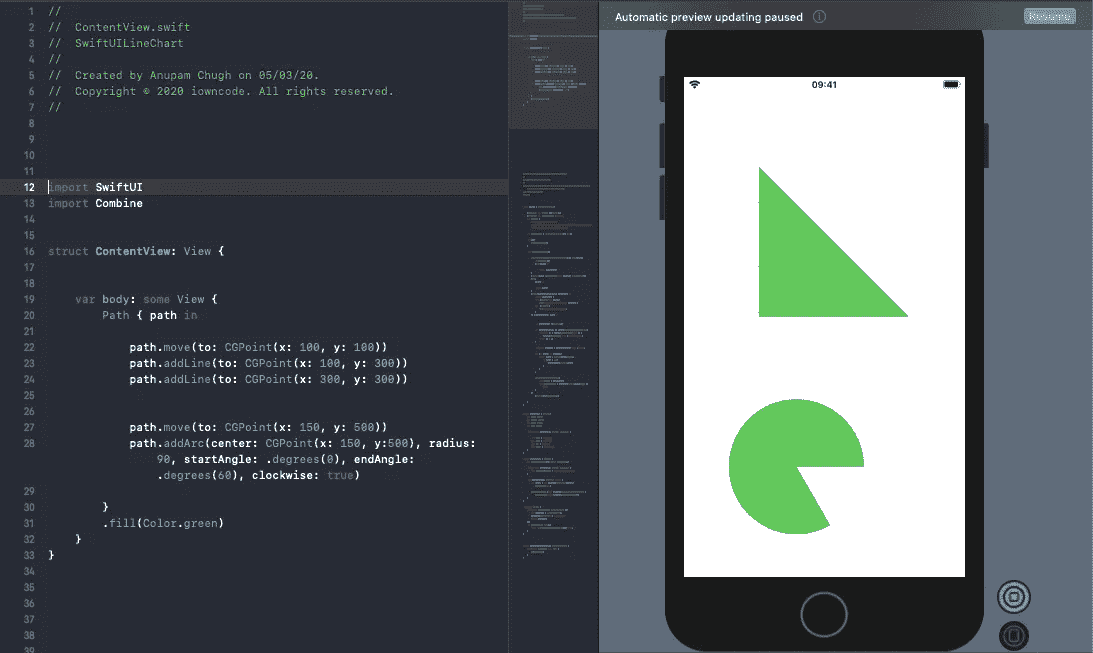 1 //
2 //  ContentView.swift
3 //  SwiftUILineChart
4 //
5 //  Created by Anupam Chugh on 05/03/20.
6 //  Copyright © 2020 iowncode. All rights reserved.
7 //
8
9
10
11
12 import SwiftUI
13 import Combine
14
15
16 struct ContentView: View {
17
18
19     var body: some View {
20         Path { path in
21
22             path.move(to: CGPoint(x: 100, y: 100))
23             path.addLine(to: CGPoint(x: 100, y: 300))
24             path.addLine(to: CGPoint(x: 300, y: 300))
25
26
27             path.move(to: CGPoint(x: 150, y: 500))
28             path.addArc(center: CGPoint(x: 150, y:500), radius:
                90, startAngle: .degrees(0), endAngle:
                .degrees(60), clockwise: true)
29
30         }
31         .fill(Color.green)
32     }
33 }
34
35
36
37
38
39
Automatic preview updating paused
Resume
09:41